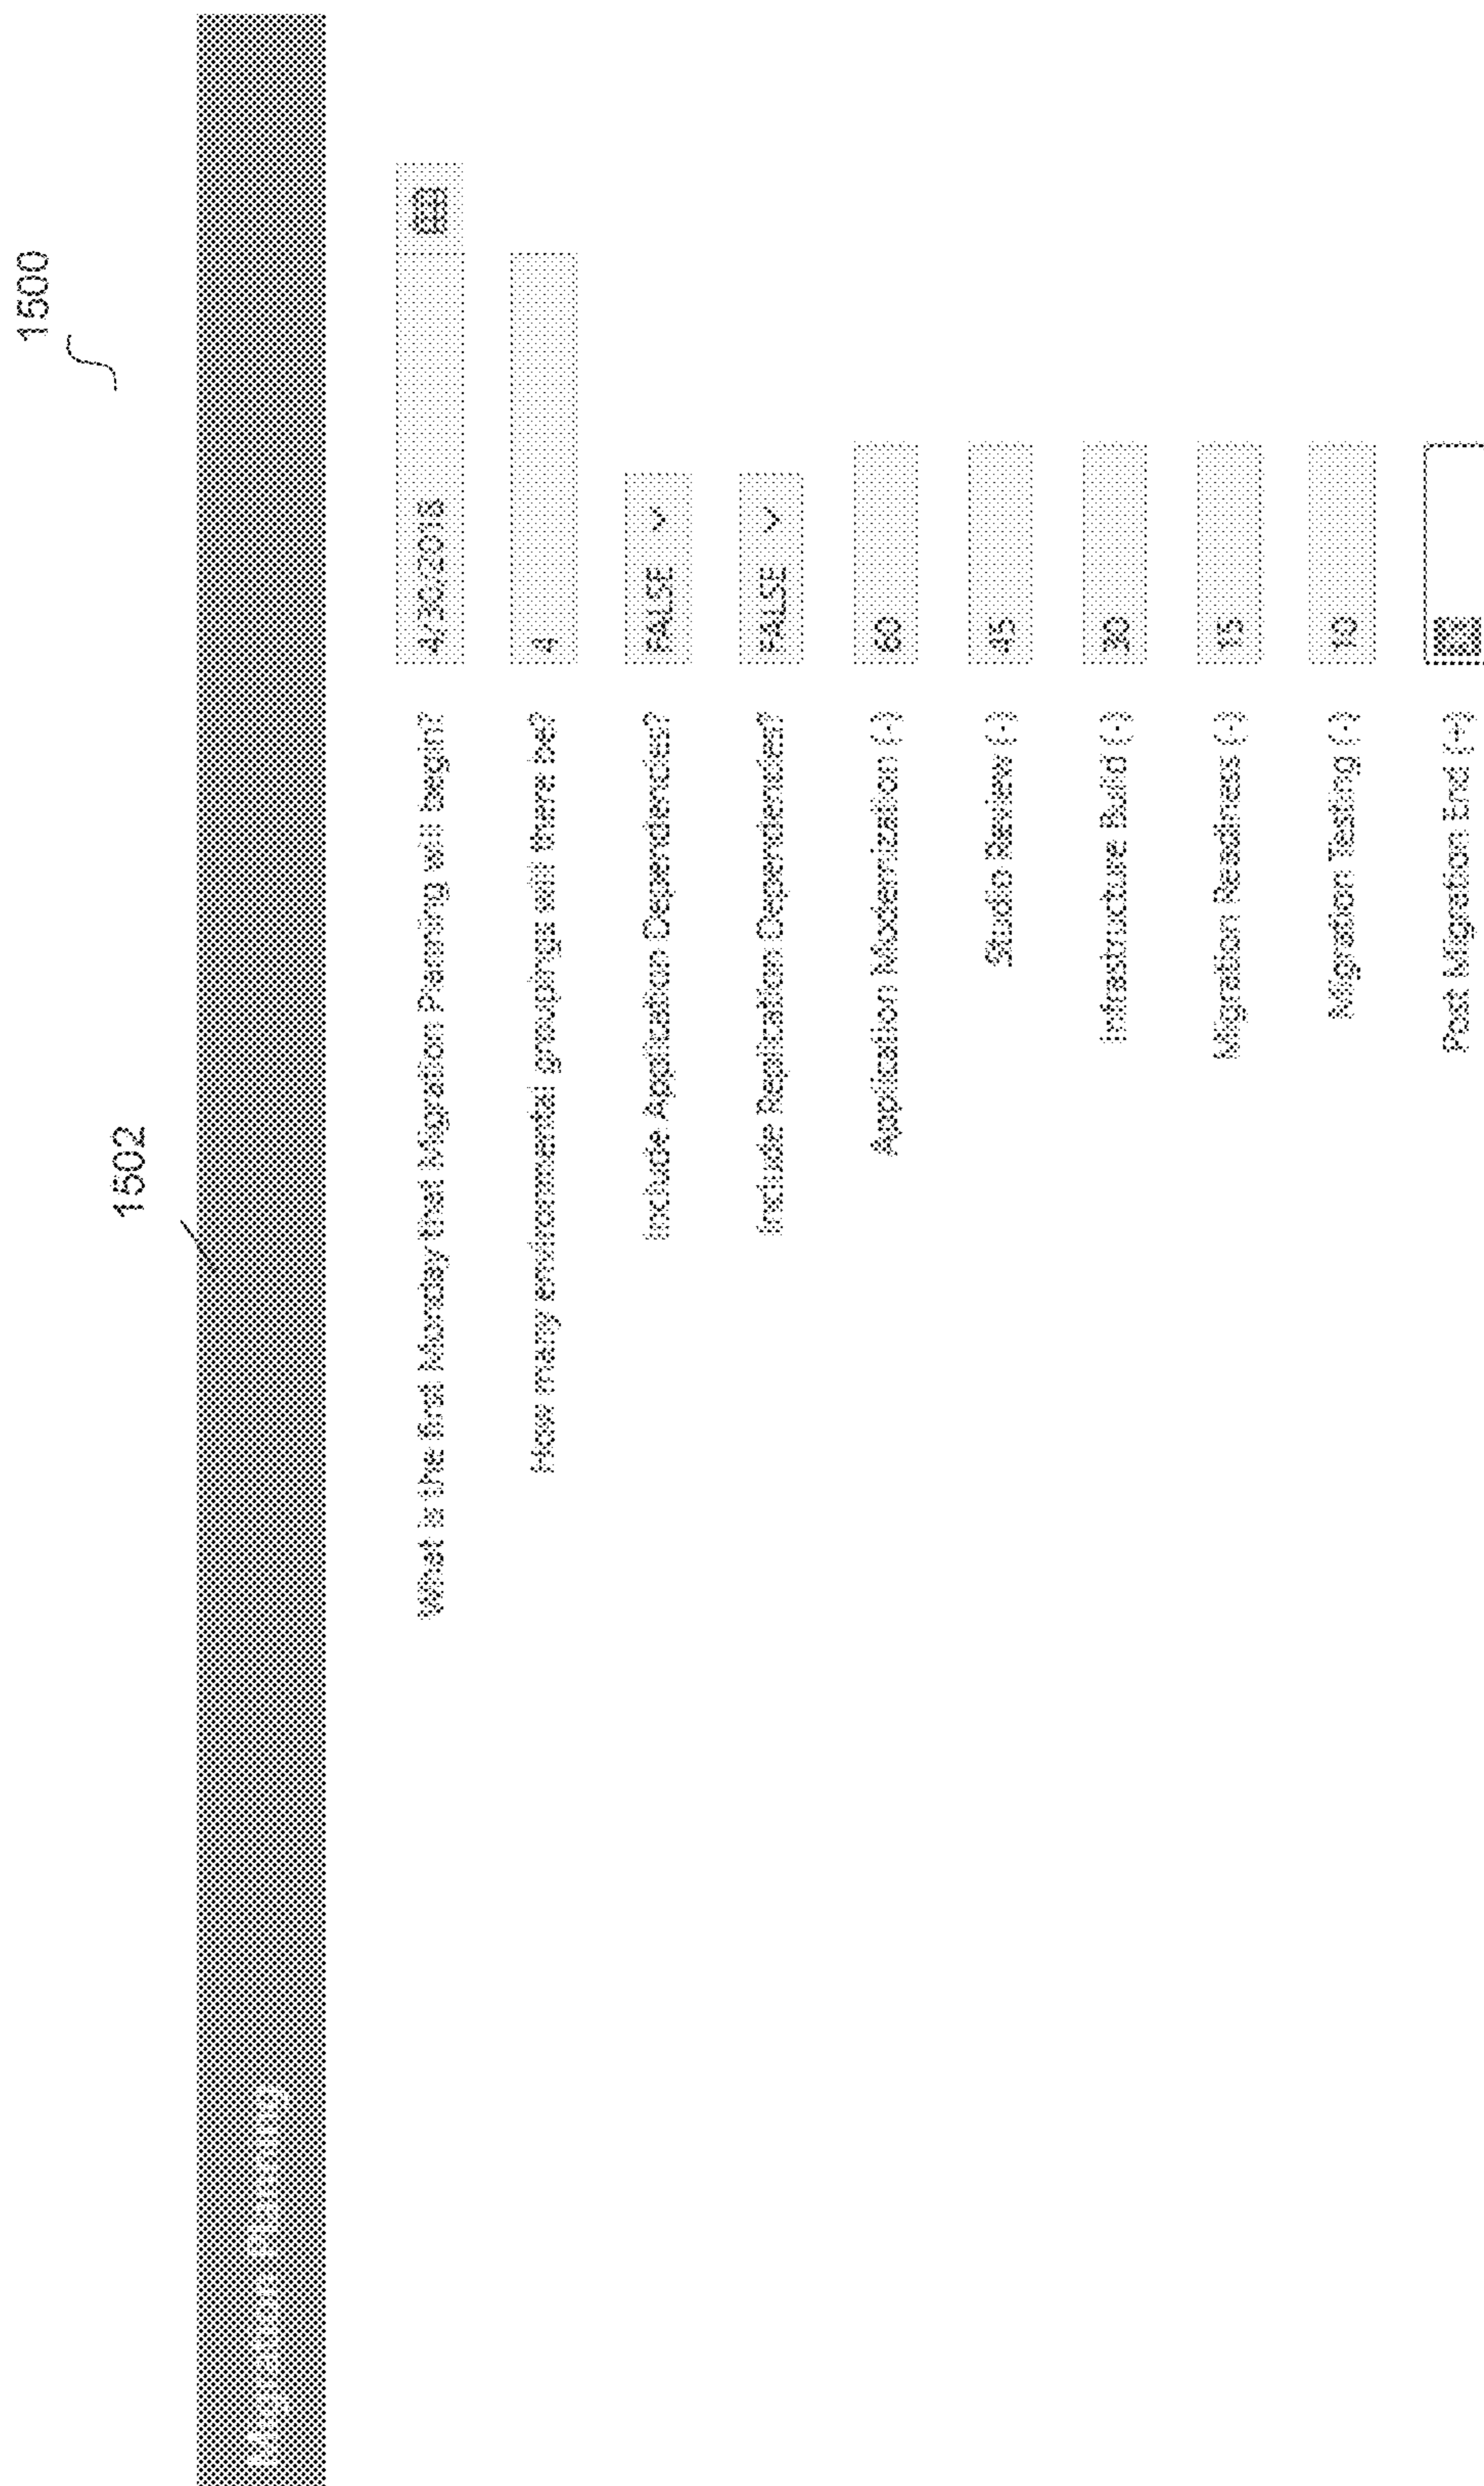 1500
1502
Migration Planning
What is the first Monday that Migration Planning will begin? 4/30/2018
How many environmental groupings will there be? 4
Include Application Dependencies? FALSE
Include Replication Dependencies? FALSE
Application Modernization (-) 60
Studio Review (-) 45
Infrastructure Build (-) 30
Migration Readiness (-) 15
Migration Testing (-) 10
Post Migration End (+)